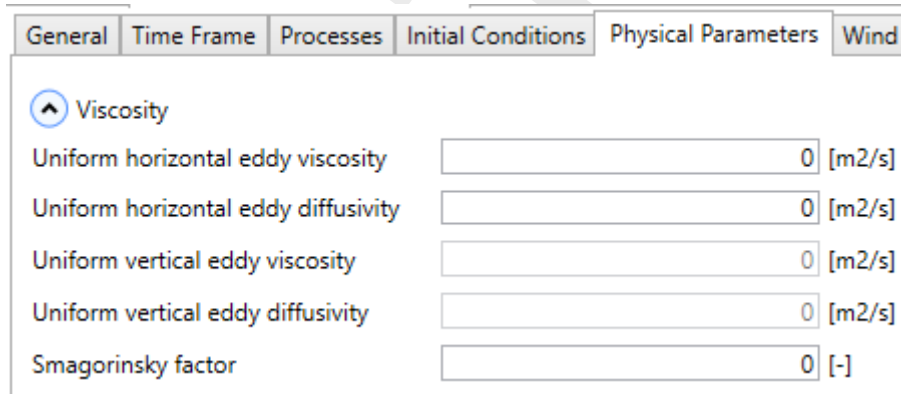 General Time Frame Processes Initial Conditions Physical Parameters Wind
Viscosity
Uniform horizontal eddy viscosity 0 [m2/s]
Uniform horizontal eddy diffusivity 0 [m2/s]
Uniform vertical eddy viscosity 0 [m2/s]
Uniform vertical eddy diffusivity 0 [m2/s]
Smagorinsky factor 0 [-]